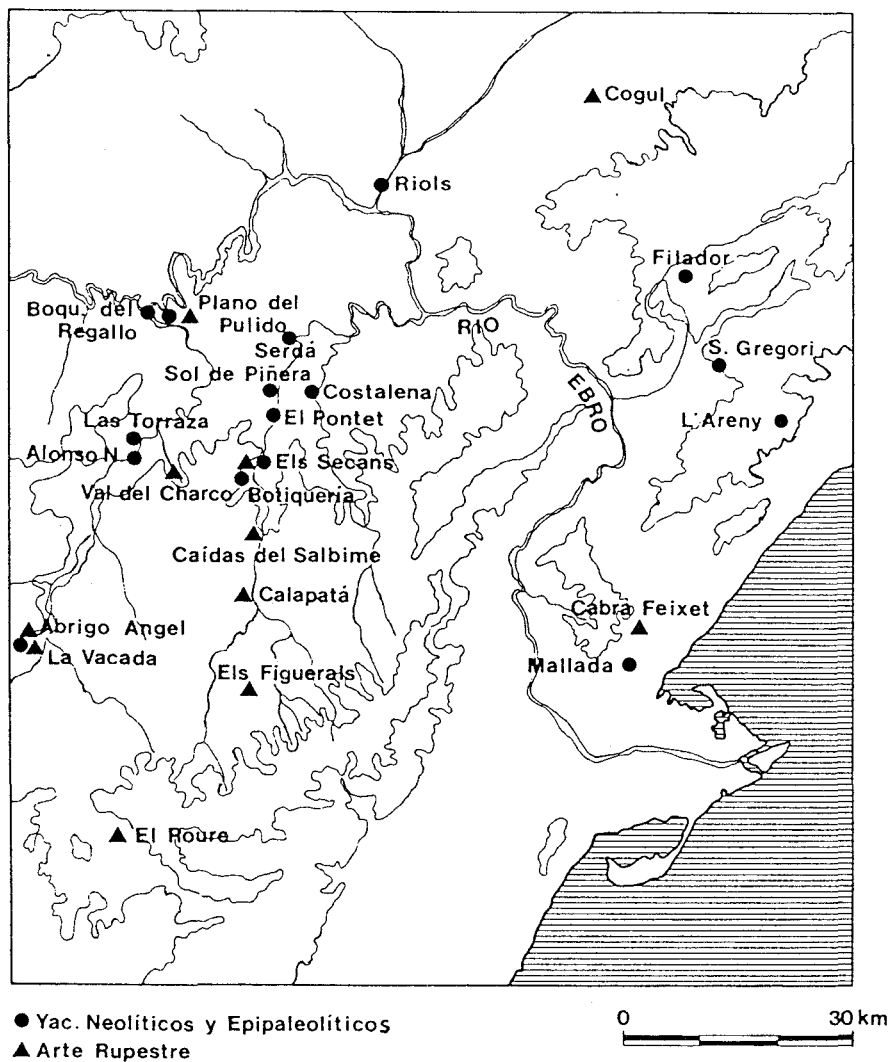 Cogul
Riols
Filador
Boqu. del
Regallo
Plano del
Pulido
Serdá
RIO
EBRO
S. Gregori
Sol de Piñera
Costalena
El Pontet
L'Areny
Las Torraza
Alonso N.
Els Secans
Val del Charco
Botiqueria
Caídas del Salbime
Calapatá
Cabra Feixet
Abrigo Angel
La Vacada
Mallada
Els Figuerals
El Roure
Yac. Neolíticos y Epipaleolíticos
Arte Rupestre
0 30 km